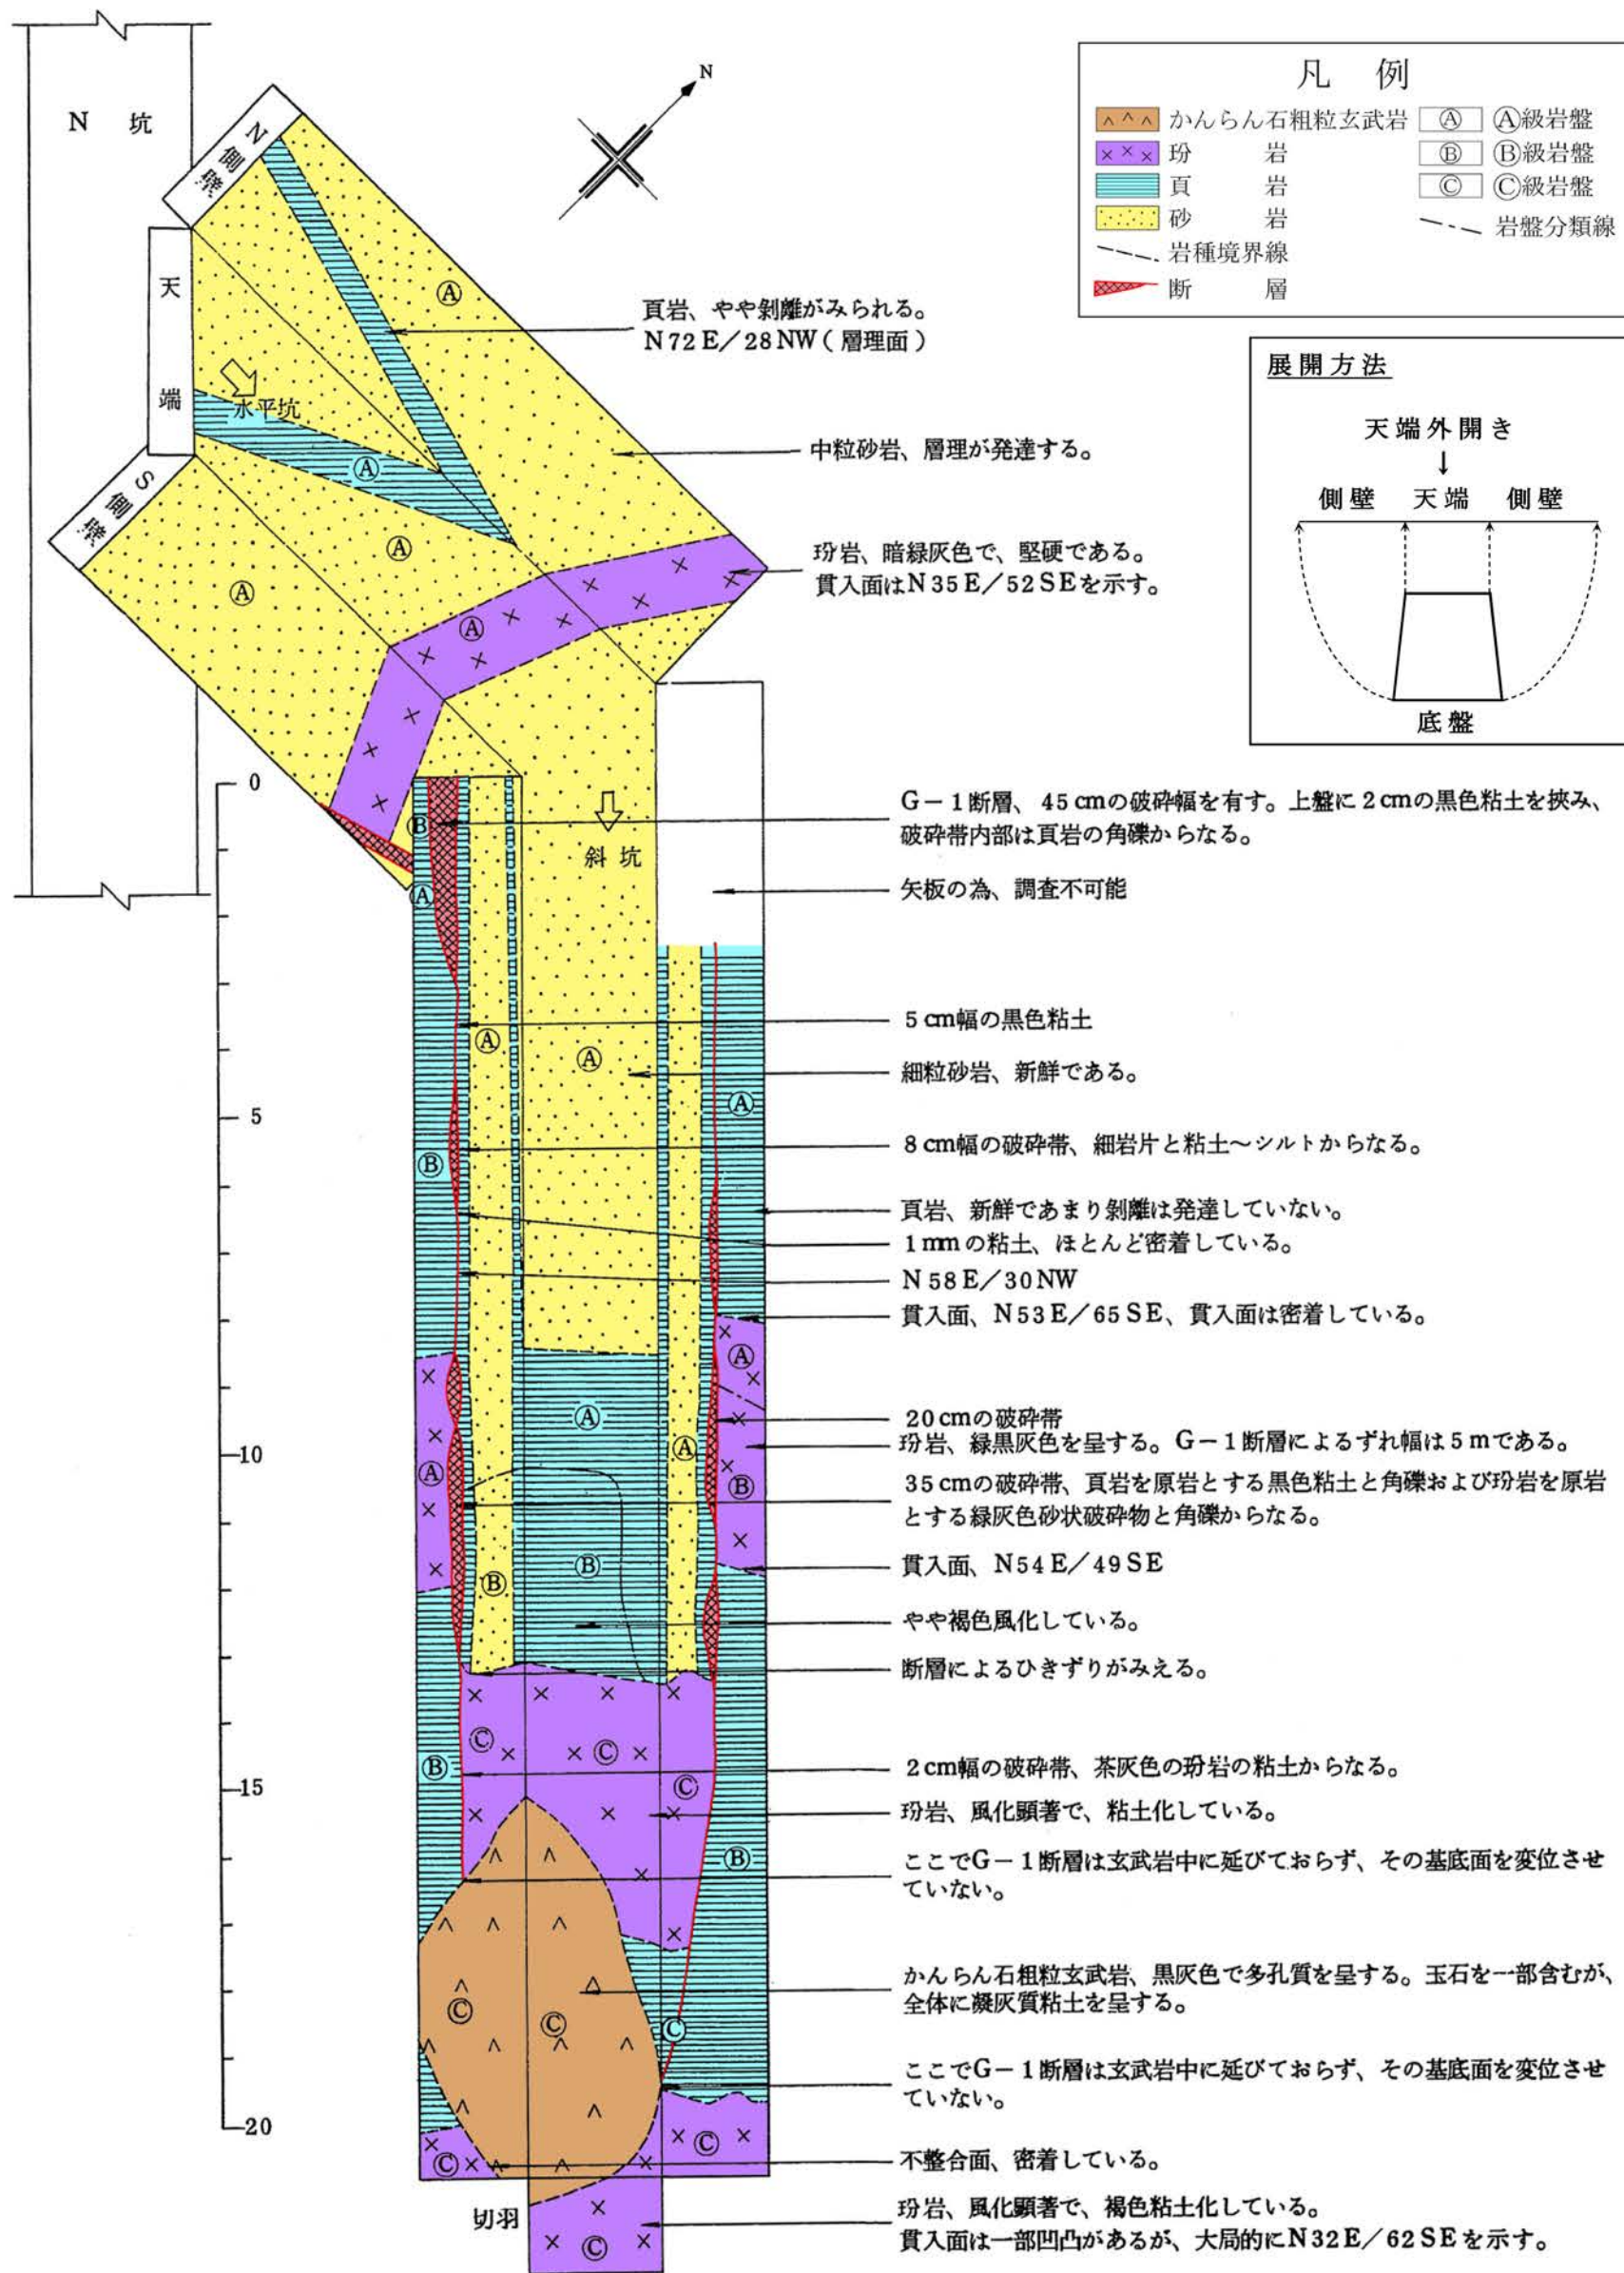 N 坑
N側壁
天端
S側壁
水平坑
斜坑
N
凡 例
かんらん石粗粒玄武岩
玢岩
頁岩
砂岩
岩種境界線
断層
Ⓐ Ⓐ級岩盤
Ⓑ Ⓑ級岩盤
Ⓒ Ⓒ級岩盤
岩盤分類線
展開方法
天端外開き
↓
側壁 天端 側壁
底盤
頁岩、やや剝離がみられる。
N72E/28NW(層理面)
中粒砂岩、層理が発達する。
玢岩、暗緑灰色で、堅硬である。
貫入面はN35E/52SEを示す。
G-1断層、45cmの破砕幅を有す。上盤に2cmの黒色粘土を挾み、
破砕帯内部は頁岩の角礫からなる。
矢板の為、調査不可能
5cm幅の黒色粘土
細粒砂岩、新鮮である。
8cm幅の破砕帯、細岩片と粘土~シルトからなる。
頁岩、新鮮であまり剝離は発達していない。
1mmの粘土、ほとんど密着している。
N58E/30NW
貫入面、N53E/65SE、貫入面は密着している。
20cmの破砕帯
玢岩、緑黒灰色を呈する。G-1断層によるずれ幅は5mである。
35cmの破砕帯、頁岩を原岩とする黒色粘土と角礫および玢岩を原岩
とする緑灰色砂状破砕物と角礫からなる。
貫入面、N54E/49SE
やや褐色風化している。
断層によるひきずりがみえる。
2cm幅の破砕帯、茶灰色の玢岩の粘土からなる。
玢岩、風化顕著で、粘土化している。
ここでG-1断層は玄武岩中に延びておらず、その基底面を変位させ
ていない。
かんらん石粗粒玄武岩、黒灰色で多孔質を呈する。玉石を一部含むが、
全体に凝灰質粘土を呈する。
ここでG-1断層は玄武岩中に延びておらず、その基底面を変位させ
ていない。
不整合面、密着している。
玢岩、風化顕著で、褐色粘土化している。
貫入面は一部凹凸があるが、大局的にN32E/62SEを示す。
切羽
0
5
10
15
20
Ⓐ
Ⓐ
Ⓐ
Ⓐ
Ⓐ
Ⓑ
Ⓐ
Ⓐ
Ⓐ
Ⓐ
Ⓑ
Ⓐ
Ⓐ
Ⓐ
Ⓐ
Ⓑ
Ⓑ
Ⓑ
Ⓒ
Ⓒ
Ⓒ
Ⓑ
Ⓑ
Ⓒ
Ⓒ
Ⓒ
Ⓒ
Ⓒ
Ⓒ